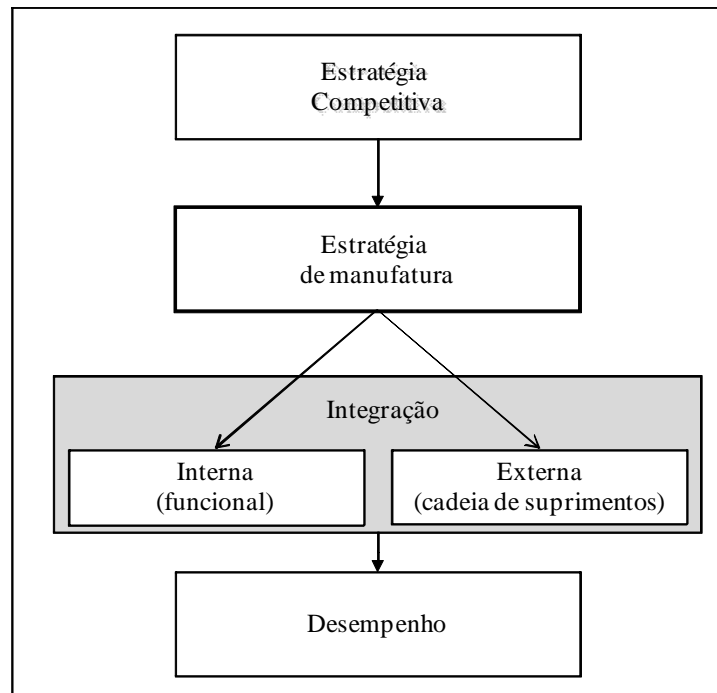 Estratégia
Competitiva
Estratégia
de manufatura
Integração
Interna
(funcional)
Externa
(cadeia de suprimentos)
Desempenho